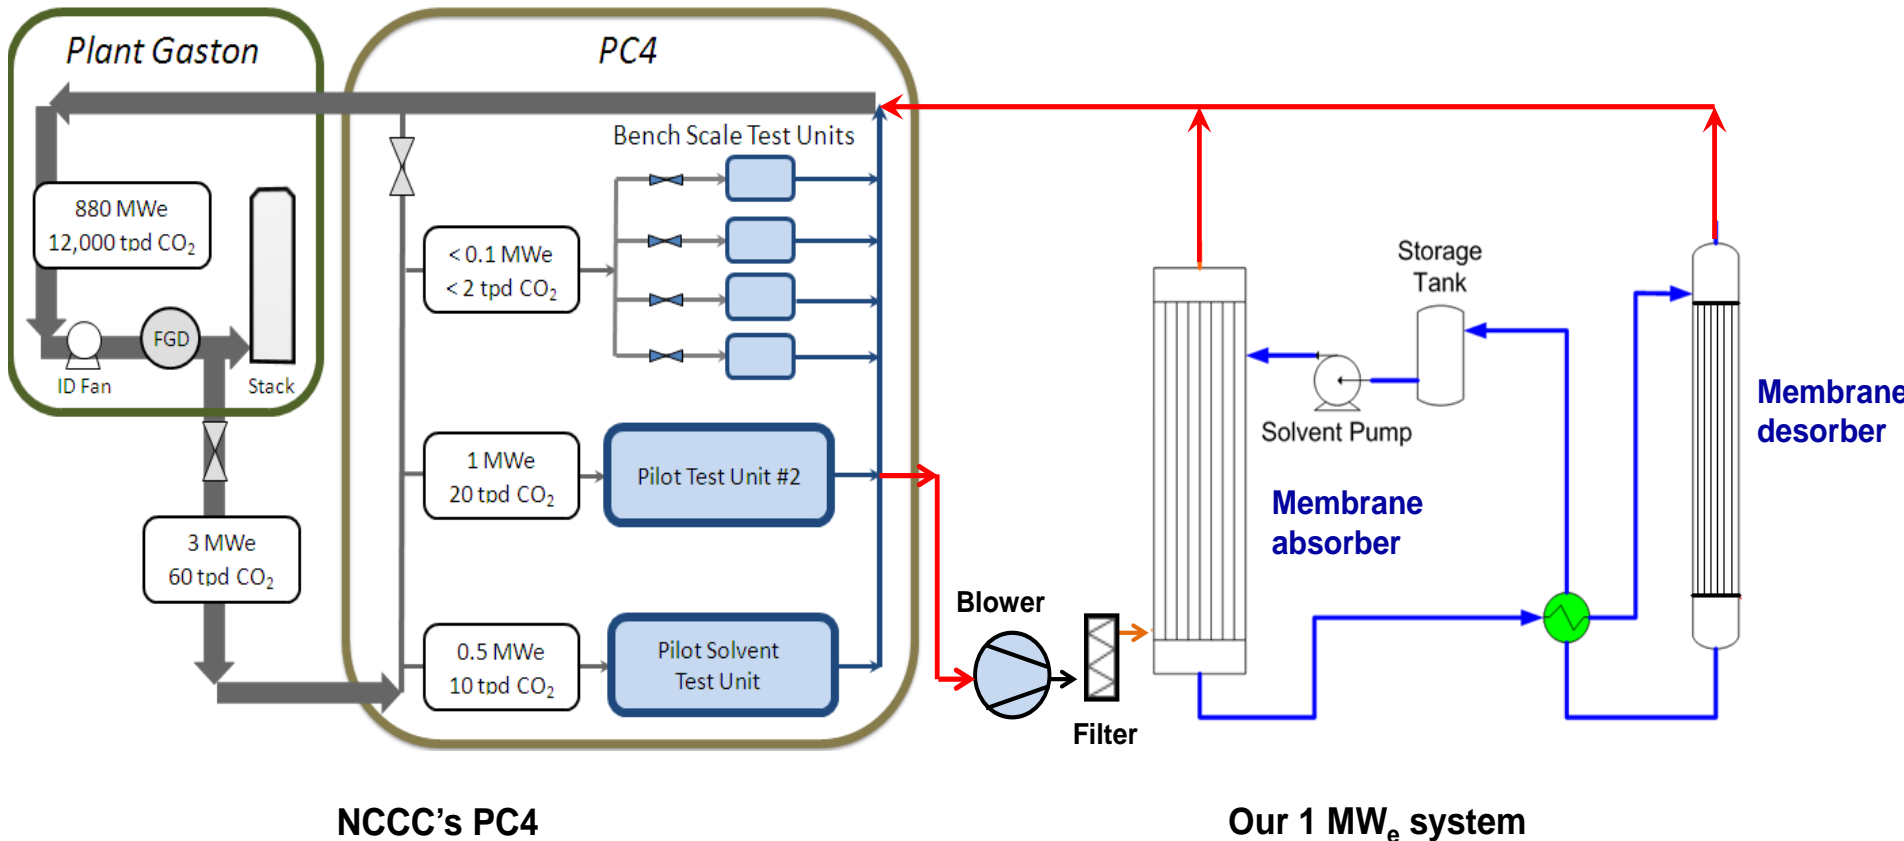 Plant Gaston
PC4
Bench Scale Test Units
880 MWe
12,000 tpd CO₂
< 0.1 MWe
< 2 tpd CO₂
Storage
Tank
FGD
ID Fan
Stack
Solvent Pump
Membrane
desorber
1 MWe
20 tpd CO₂
Pilot Test Unit #2
Membrane
absorber
3 MWe
60 tpd CO₂
Blower
0.5 MWe
10 tpd CO₂
Pilot Solvent
Test Unit
Filter
NCCC's PC4
Our 1 MWₑ system